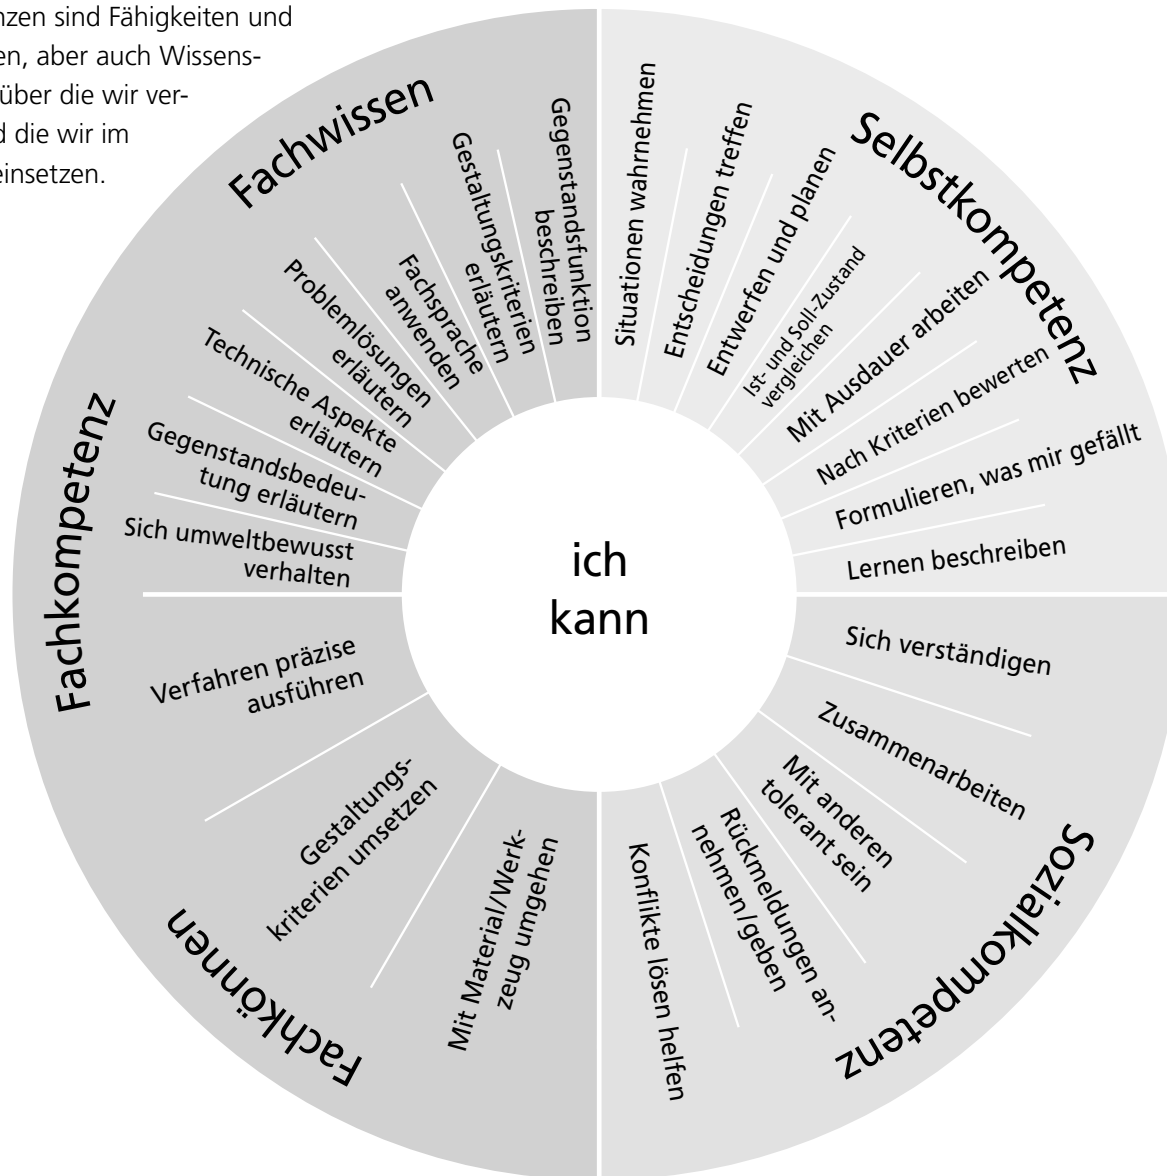 nzen sind Fähigkeiten und
en, aber auch Wissens-
über die wir ver-
d die wir im
einsetzen.
Fachwissen
Gegenstandsfunktion
beschreiben
Gestaltungskriterien
erläutern
Fachsprache
anwenden
Problemlösungen
erläutern
Technische Aspekte
erläutern
Gegenstandsbedeu-
tung erläutern
Sich umweltbewusst
verhalten
Fachkompetenz
Verfahren präzise
ausführen
Gestaltungs-
kriterien umsetzen
Mit Material/Werk-
zeug umgehen
Fachkönnen
Selbstkompetenz
Situationen wahrnehmen
Entscheidungen treffen
Entwerfen und planen
Ist- und Soll-Zustand
vergleichen
Mit Ausdauer arbeiten
Nach Kriterien bewerten
Formulieren, was mir gefällt
Lernen beschreiben
ich
kann
Sich verständigen
Zusammenarbeiten
Mit anderen
tolerant sein
Rückmeldungen an-
nehmen/geben
Konflikte lösen helfen
Sozialkompetenz